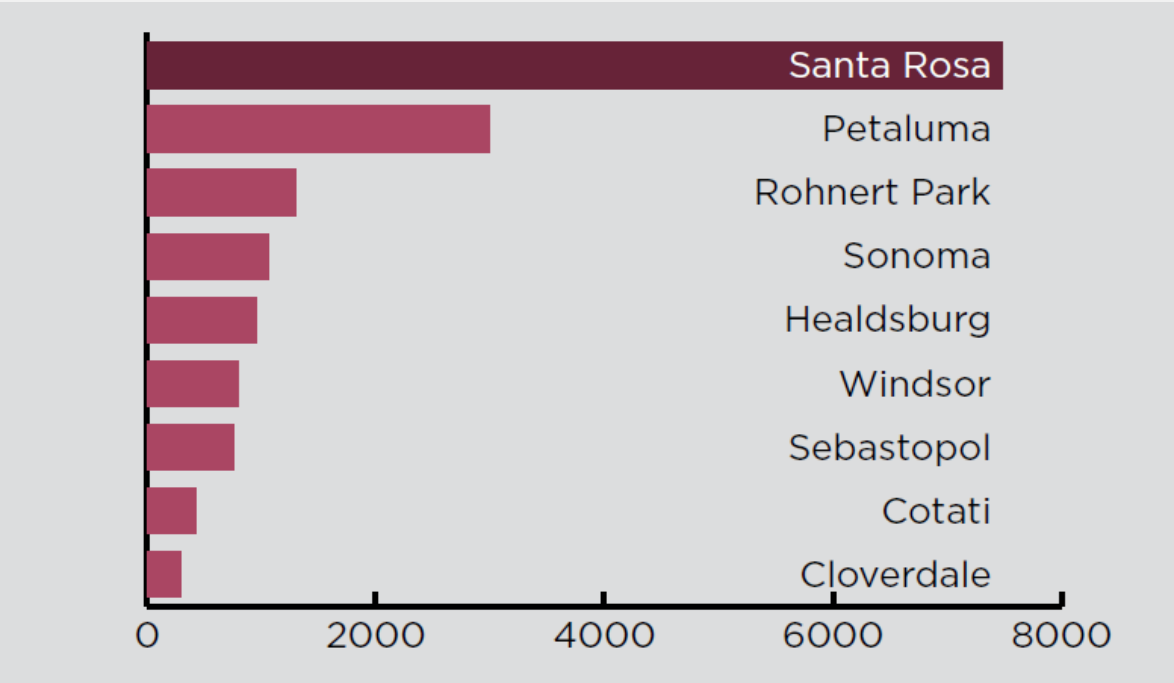 Santa Rosa
Petaluma
Rohnert Park
Sonoma
Healdsburg
Windsor
Sebastopol
Cotati
Cloverdale
0 2000 4000 6000 8000